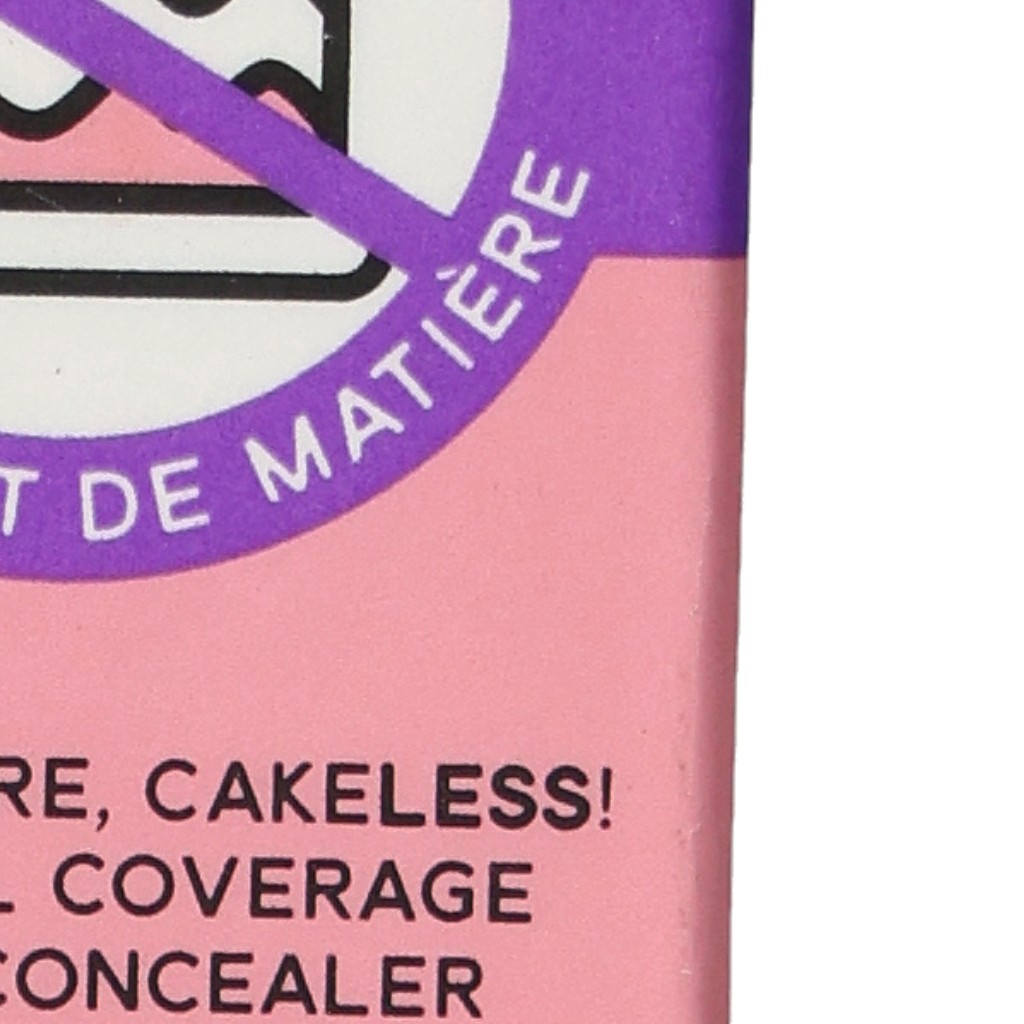 T DE MATIÈRE
RE, CAKELESS!
L COVERAGE
CONCEALER